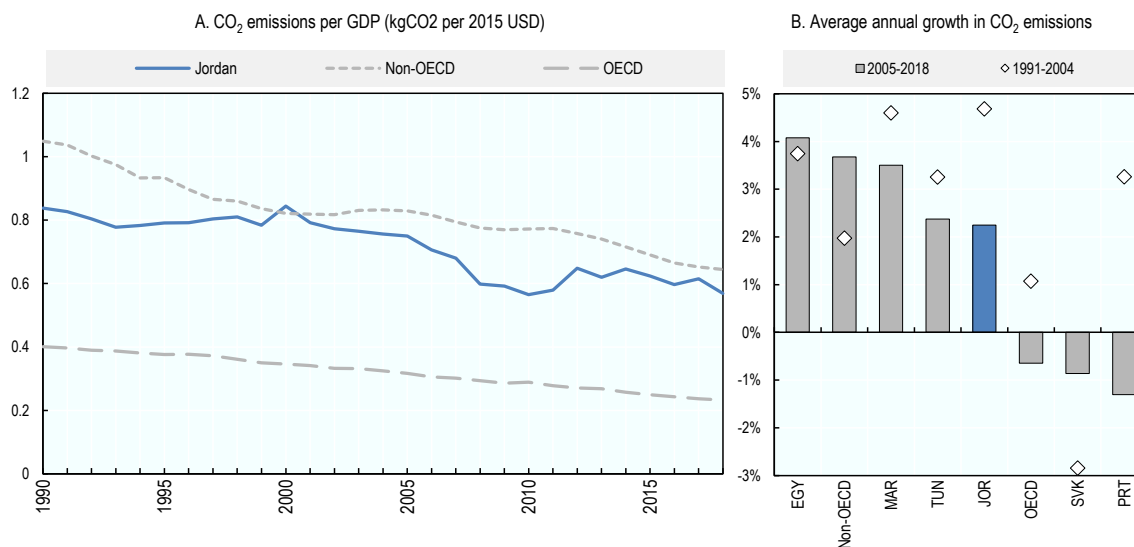 A. CO2 emissions per GDP (kgCO2 per 2015 USD)
Jordan Non-OECD OECD
1.2
1
0.8
0.6
0.4
0.2
0
1990
1995
2000
2005
2010
2015
B. Average annual growth in CO2 emissions
2005-2018 1991-2004
5%
4%
3%
2%
1%
0%
-1%
-2%
-3%
EGY
Non-OECD
MAR
TUN
JOR
OECD
SVK
PRT